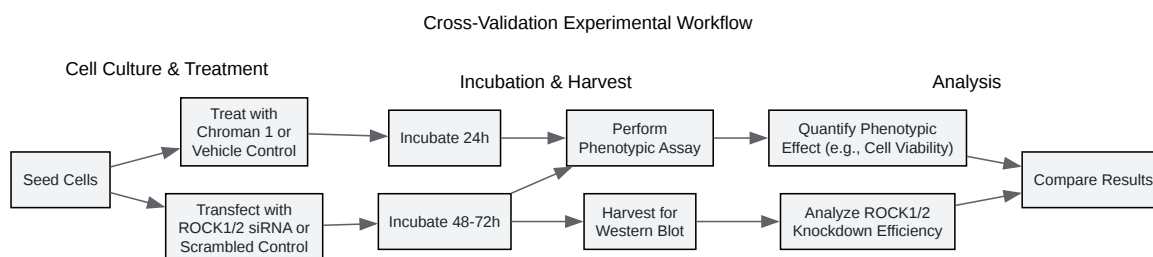 Cross-Validation Experimental Workflow
Cell Culture & Treatment
Incubation & Harvest
Analysis
Seed Cells
Treat with
Chroman 1 or
Vehicle Control
Incubate 24h
Perform
Phenotypic Assay
Quantify Phenotypic
Effect (e.g., Cell Viability)
Transfect with
ROCK1/2 siRNA or
Scrambled Control
Incubate 48-72h
Harvest for
Western Blot
Analyze ROCK1/2
Knockdown Efficiency
Compare Results